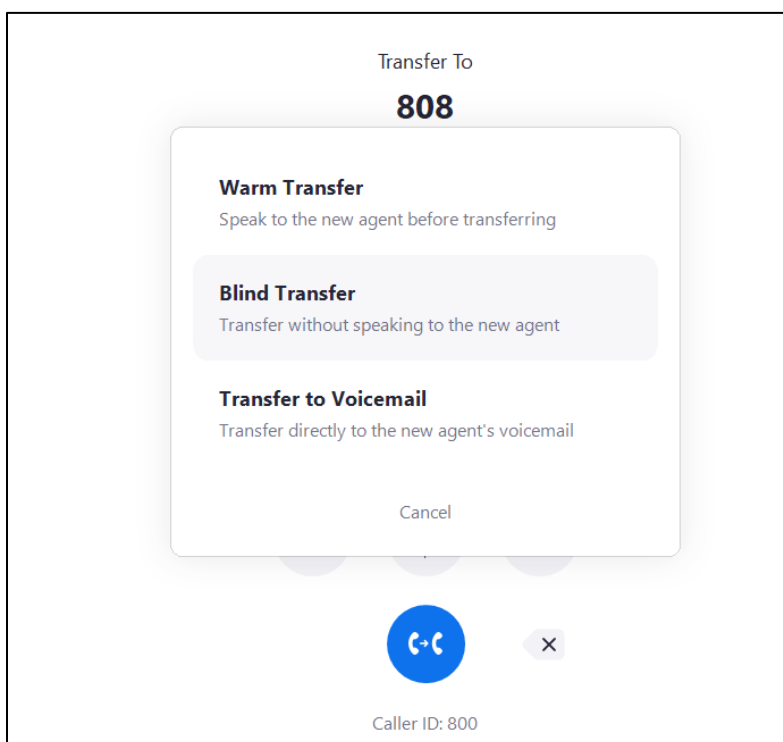 Transfer To
808
Warm Transfer
Speak to the new agent before transferring
Blind Transfer
Transfer without speaking to the new agent
Transfer to Voicemail
Transfer directly to the new agent's voicemail
Cancel
Caller ID: 800